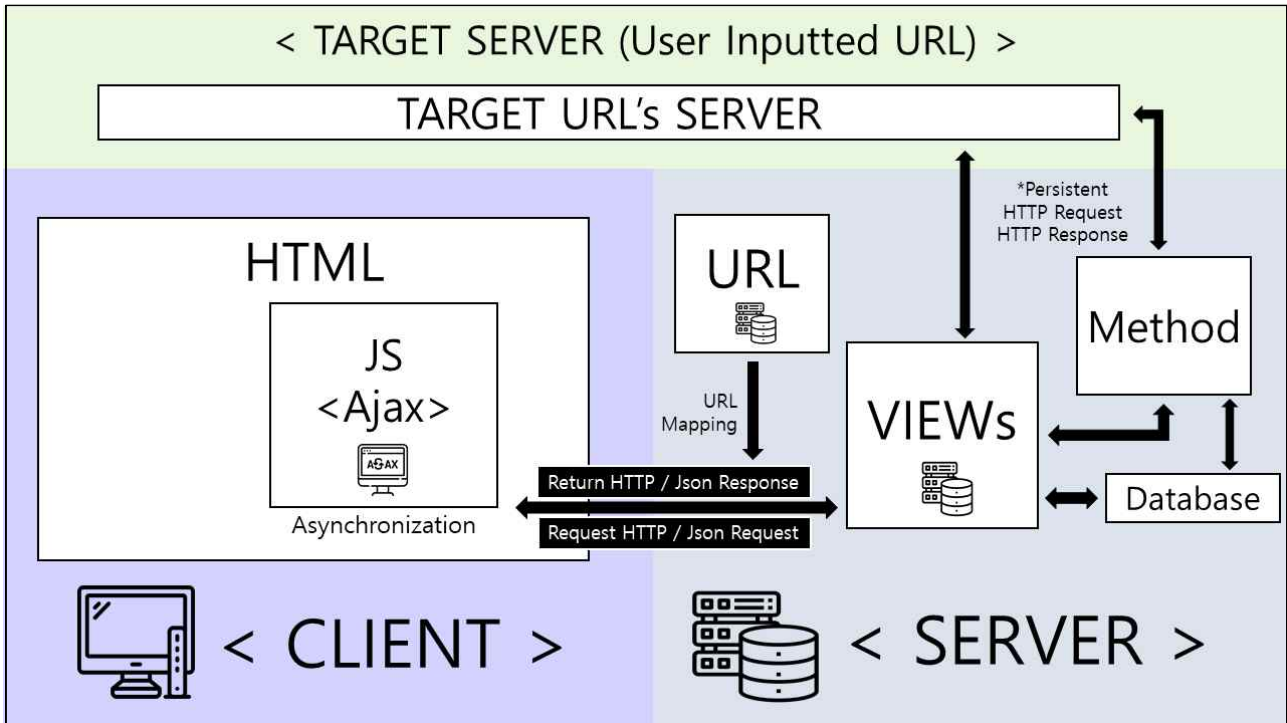 < TARGET SERVER (User Inputted URL) >
TARGET URL's SERVER
*Persistent
HTTP Request
HTTP Response
HTML
JS
<Ajax>
AJAX
Asynchronization
URL
URL
Mapping
Method
VIEWs
Database
Return HTTP / Json Response
Request HTTP / Json Request
< CLIENT >
< SERVER >